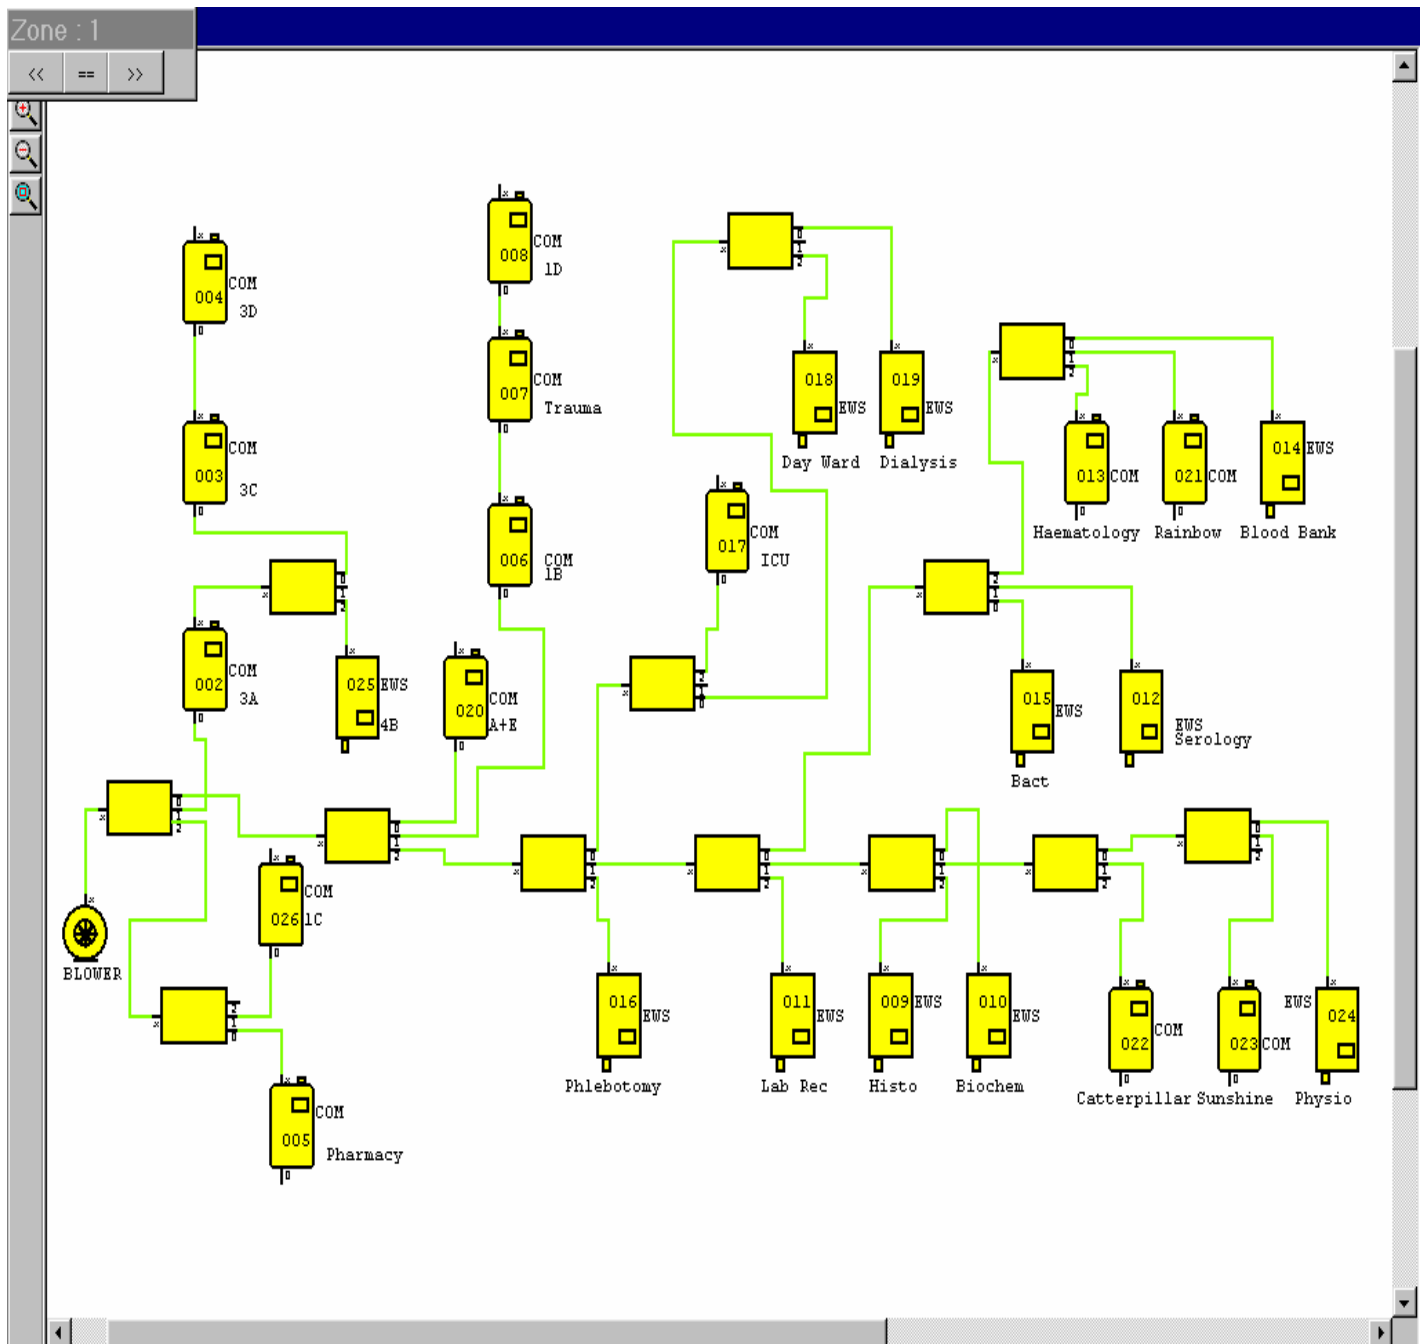 Zone : 1
<< == >>
008 COM 1D
004 COM 3D
007 COM Trauma
018 EWS Day Ward
019 EWS Dialysis
003 COM 3C
013 COM Haematology
021 COM Rainbow
014 EWS Blood Bank
006 COM 1B
017 COM ICU
002 COM 3A
025 EWS 4B
020 COM A+E
015 EWS Bact
012 EWS Serology
026 COM 1C
BLOWER
016 EWS Phlebotomy
011 EWS Lab Rec
009 EWS Histo
010 EWS Biochem
022 COM Catterpillar
023 COM Sunshine
EWS 024 Physio
005 COM Pharmacy